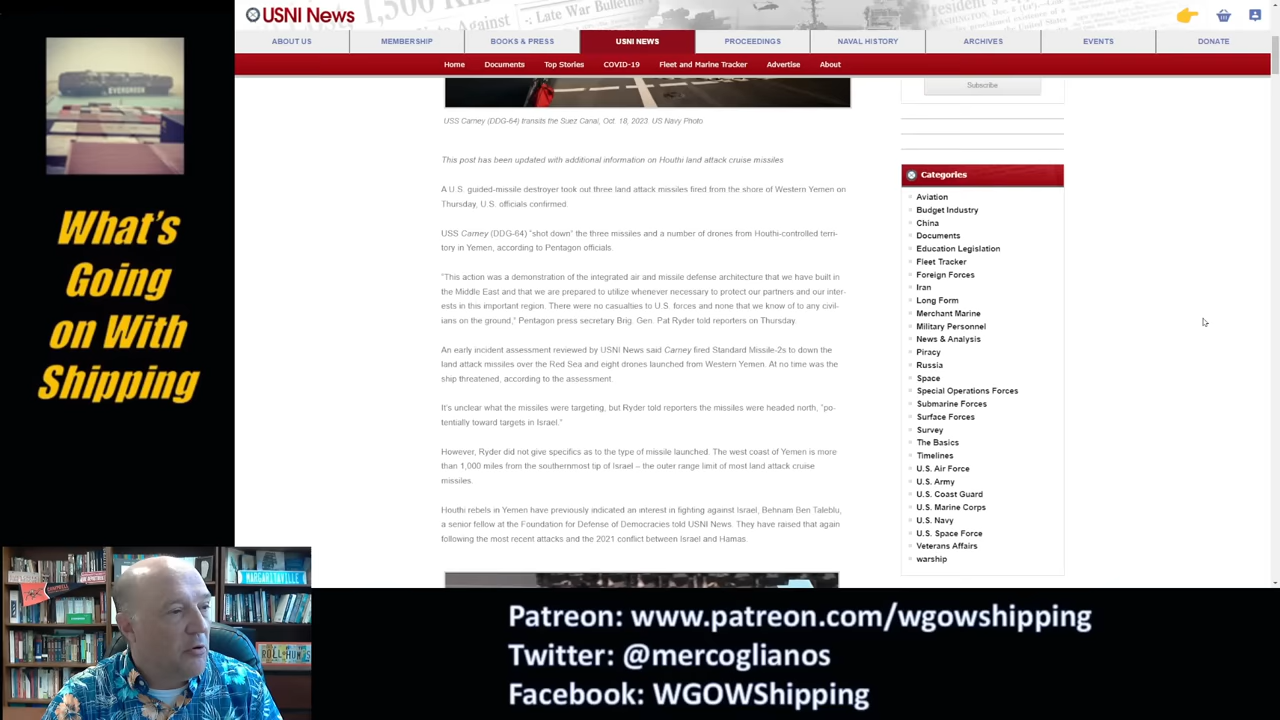 EVERGREEN
What's
Going
on With
Shipping
USNI News
Late War Bulletins
ABOUT US
MEMBERSHIP
BOOKS & PRESS
USNI NEWS
PROCEEDINGS
NAVAL HISTORY
ARCHIVES
EVENTS
DONATE
Home
Documents
Top Stories
COVID-19
Fleet and Marine Tracker
Advertise
About
USS Carney (DDG-64) transits the Suez Canal, Oct. 18, 2023. US Navy Photo
This post has been updated with additional information on Houthi land attack cruise missiles
A U.S. guided-missile destroyer took out three land attack missiles fired from the shore of Western Yemen on
Thursday, U.S. officials confirmed.
USS Carney (DDG-64) "shot down" the three missiles and a number of drones from Houthi-controlled terri-
tory in Yemen, according to Pentagon officials.
"This action was a demonstration of the integrated air and missile defense architecture that we have built in
the Middle East and that we are prepared to utilize whenever necessary to protect our partners and our inter-
ests in this important region. There were no casualties to U.S. forces and none that we know of to any civil-
ians on the ground," Pentagon press secretary Brig. Gen. Pat Ryder told reporters on Thursday.
An early incident assessment reviewed by USNI News said Carney fired Standard Missile-2s to down the
land attack missiles over the Red Sea and eight drones launched from Western Yemen. At no time was the
ship threatened, according to the assessment.
It's unclear what the missiles were targeting, but Ryder told reporters the missiles were headed north, "po-
tentially toward targets in Israel."
However, Ryder did not give specifics as to the type of missile launched. The west coast of Yemen is more
than 1,000 miles from the southernmost tip of Israel – the outer range limit of most land attack cruise
missiles.
Houthi rebels in Yemen have previously indicated an interest in fighting against Israel, Behnam Ben Taleblu,
a senior fellow at the Foundation for Defense of Democracies told USNI News. They have raised that again
following the most recent attacks and the 2021 conflict between Israel and Hamas.
Subscribe
Categories
Aviation
Budget Industry
China
Documents
Education Legislation
Fleet Tracker
Foreign Forces
Iran
Long Form
Merchant Marine
Military Personnel
News & Analysis
Piracy
Russia
Space
Special Operations Forces
Submarine Forces
Surface Forces
Survey
The Basics
Timelines
U.S. Air Force
U.S. Army
U.S. Coast Guard
U.S. Marine Corps
U.S. Navy
U.S. Space Force
Veterans Affairs
warship
MARGARITAVILLE
Patreon: www.patreon.com/wgowshipping
Twitter: @mercoglianos
Facebook: WGOWShipping